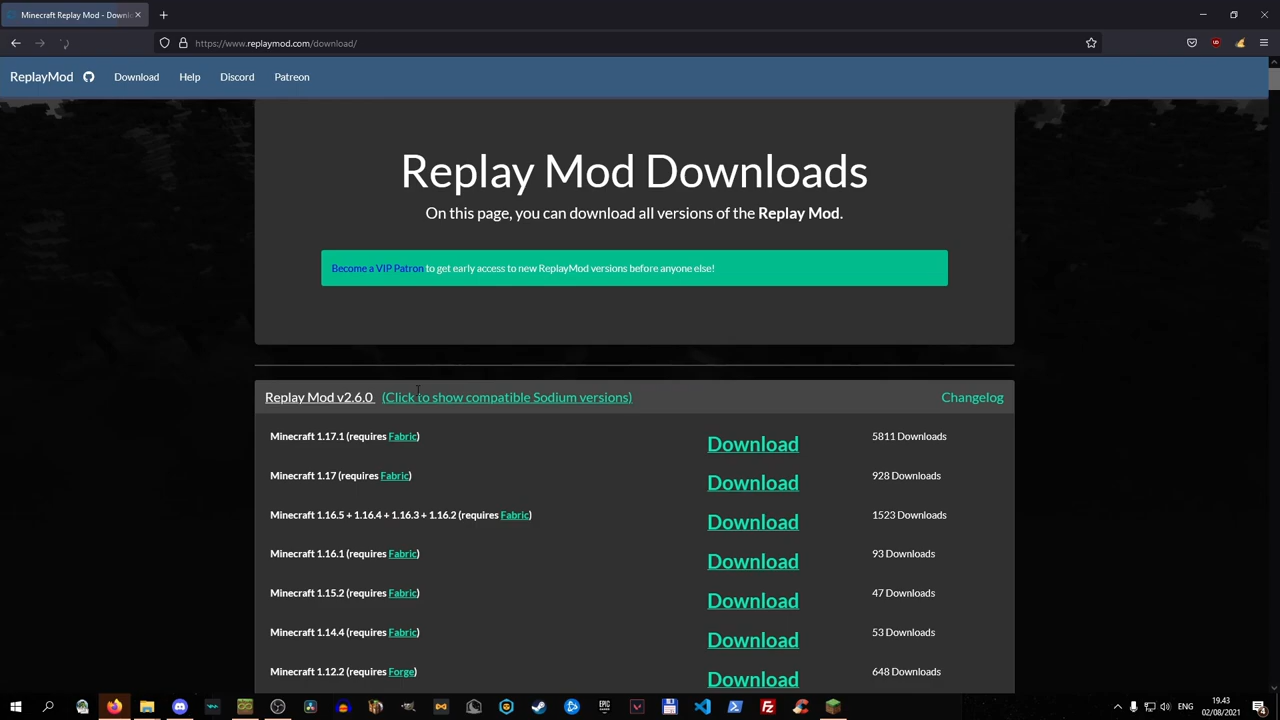 Minecraft Replay Mod - Downl
https://www.replaymod.com/download/
ReplayMod Download Help Discord Patreon
Replay Mod Downloads
On this page, you can download all versions of the Replay Mod.
Become a VIP Patron to get early access to new ReplayMod versions before anyone else!
Replay Mod v2.6.0 (Click to show compatible Sodium versions) Changelog
Minecraft 1.17.1 (requires Fabric) Download 5811 Downloads
Minecraft 1.17 (requires Fabric) Download 928 Downloads
Minecraft 1.16.5 + 1.16.4 + 1.16.3 + 1.16.2 (requires Fabric) Download 1523 Downloads
Minecraft 1.16.1 (requires Fabric) Download 93 Downloads
Minecraft 1.15.2 (requires Fabric) Download 47 Downloads
Minecraft 1.14.4 (requires Fabric) Download 53 Downloads
Minecraft 1.12.2 (requires Forge) Download 648 Downloads
ENG
19.43
02/08/2021